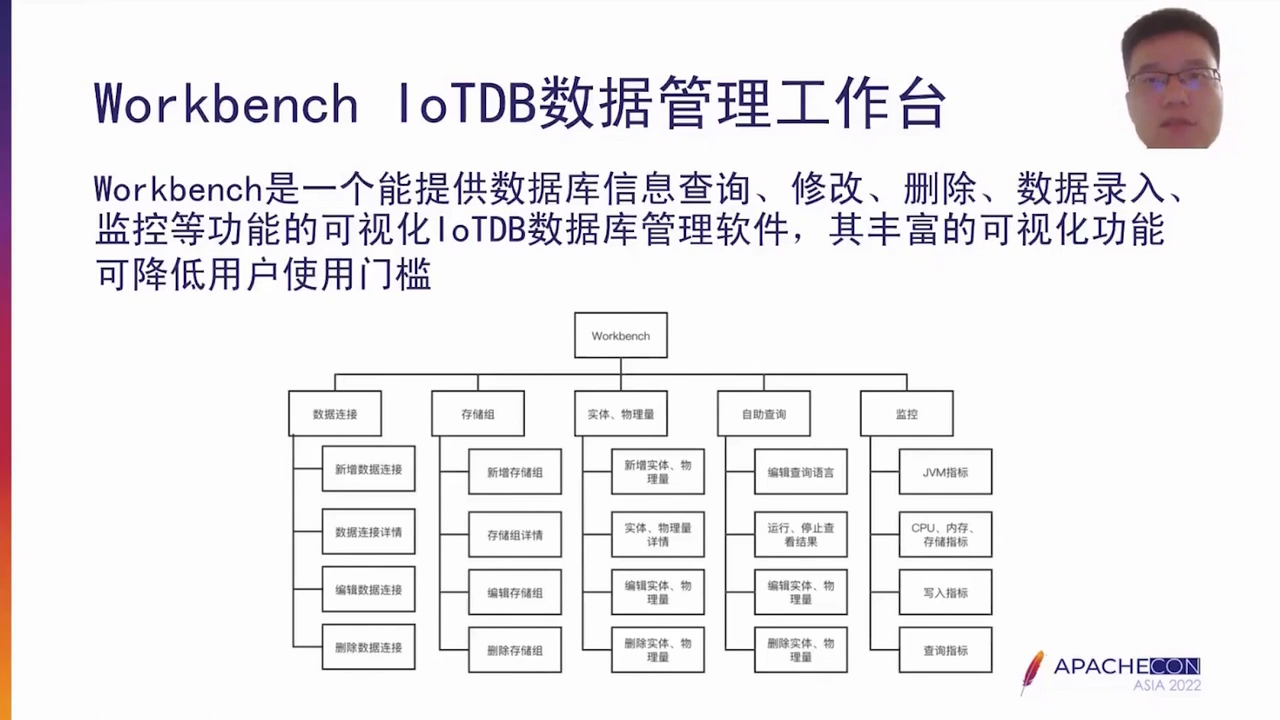 Workbench IoTDB数据管理工作台
Workbench是一个能提供数据库信息查询、修改、删除、数据录入、
监控等功能的可视化IoTDB数据库管理软件，其丰富的可视化功能
可降低用户使用门槛
Workbench
数据连接
存储组
实体、物理量
自助查询
监控
新增数据连接
数据连接详情
编辑数据连接
删除数据连接
新增存储组
存储组详情
编辑存储组
删除存储组
新增实体、物
理量
实体、物理量
详情
编辑实体、物
理量
删除实体、物
理量
编辑查询语言
运行、停止查
看结果
编辑实体、物
理量
删除实体、物
理量
JVM指标
CPU、内存、
存储指标
写入指标
查询指标
APACHECON
ASIA 2022